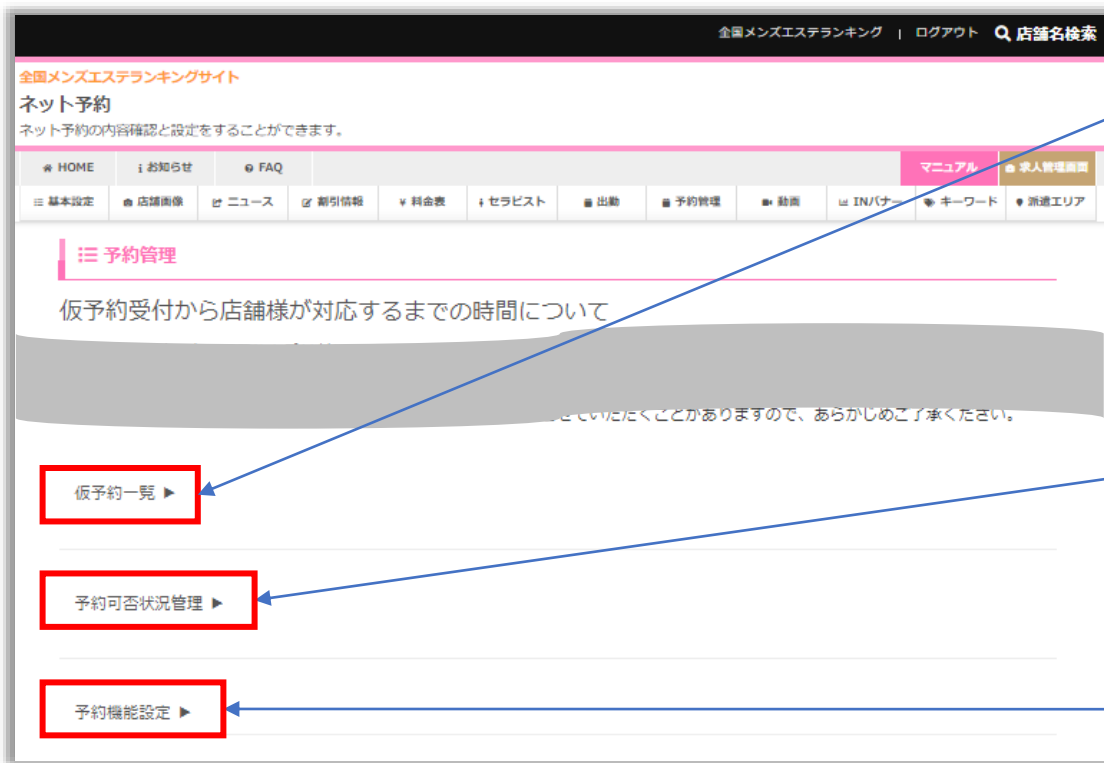 全国メンズエステランキング | ログアウト 店舗名検索
全国メンズエステランキングサイト
ネット予約
ネット予約の内容確認と設定をすることができます。
HOME お知らせ FAQ マニュアル 求人管理画面
基本設定 店舗画像 ニュース 割引情報 料金表 セラピスト 出勤 予約管理 動画 INバナー キーワード 派遣エリア
予約管理
仮予約受付から店舗様が対応するまでの時間について
せていただくことがありますので、あらかじめご了承ください。
仮予約一覧 ▶
予約可否状況管理 ▶
予約機能設定 ▶